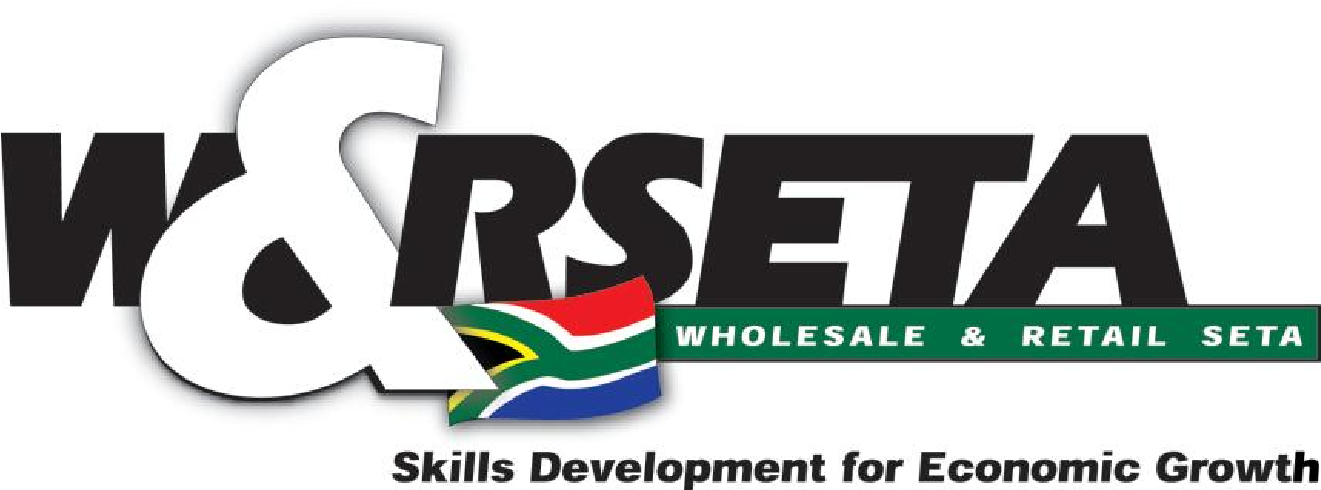 W&RSETA
WHOLESALE & RETAIL SETA
Skills Development for Economic Growth